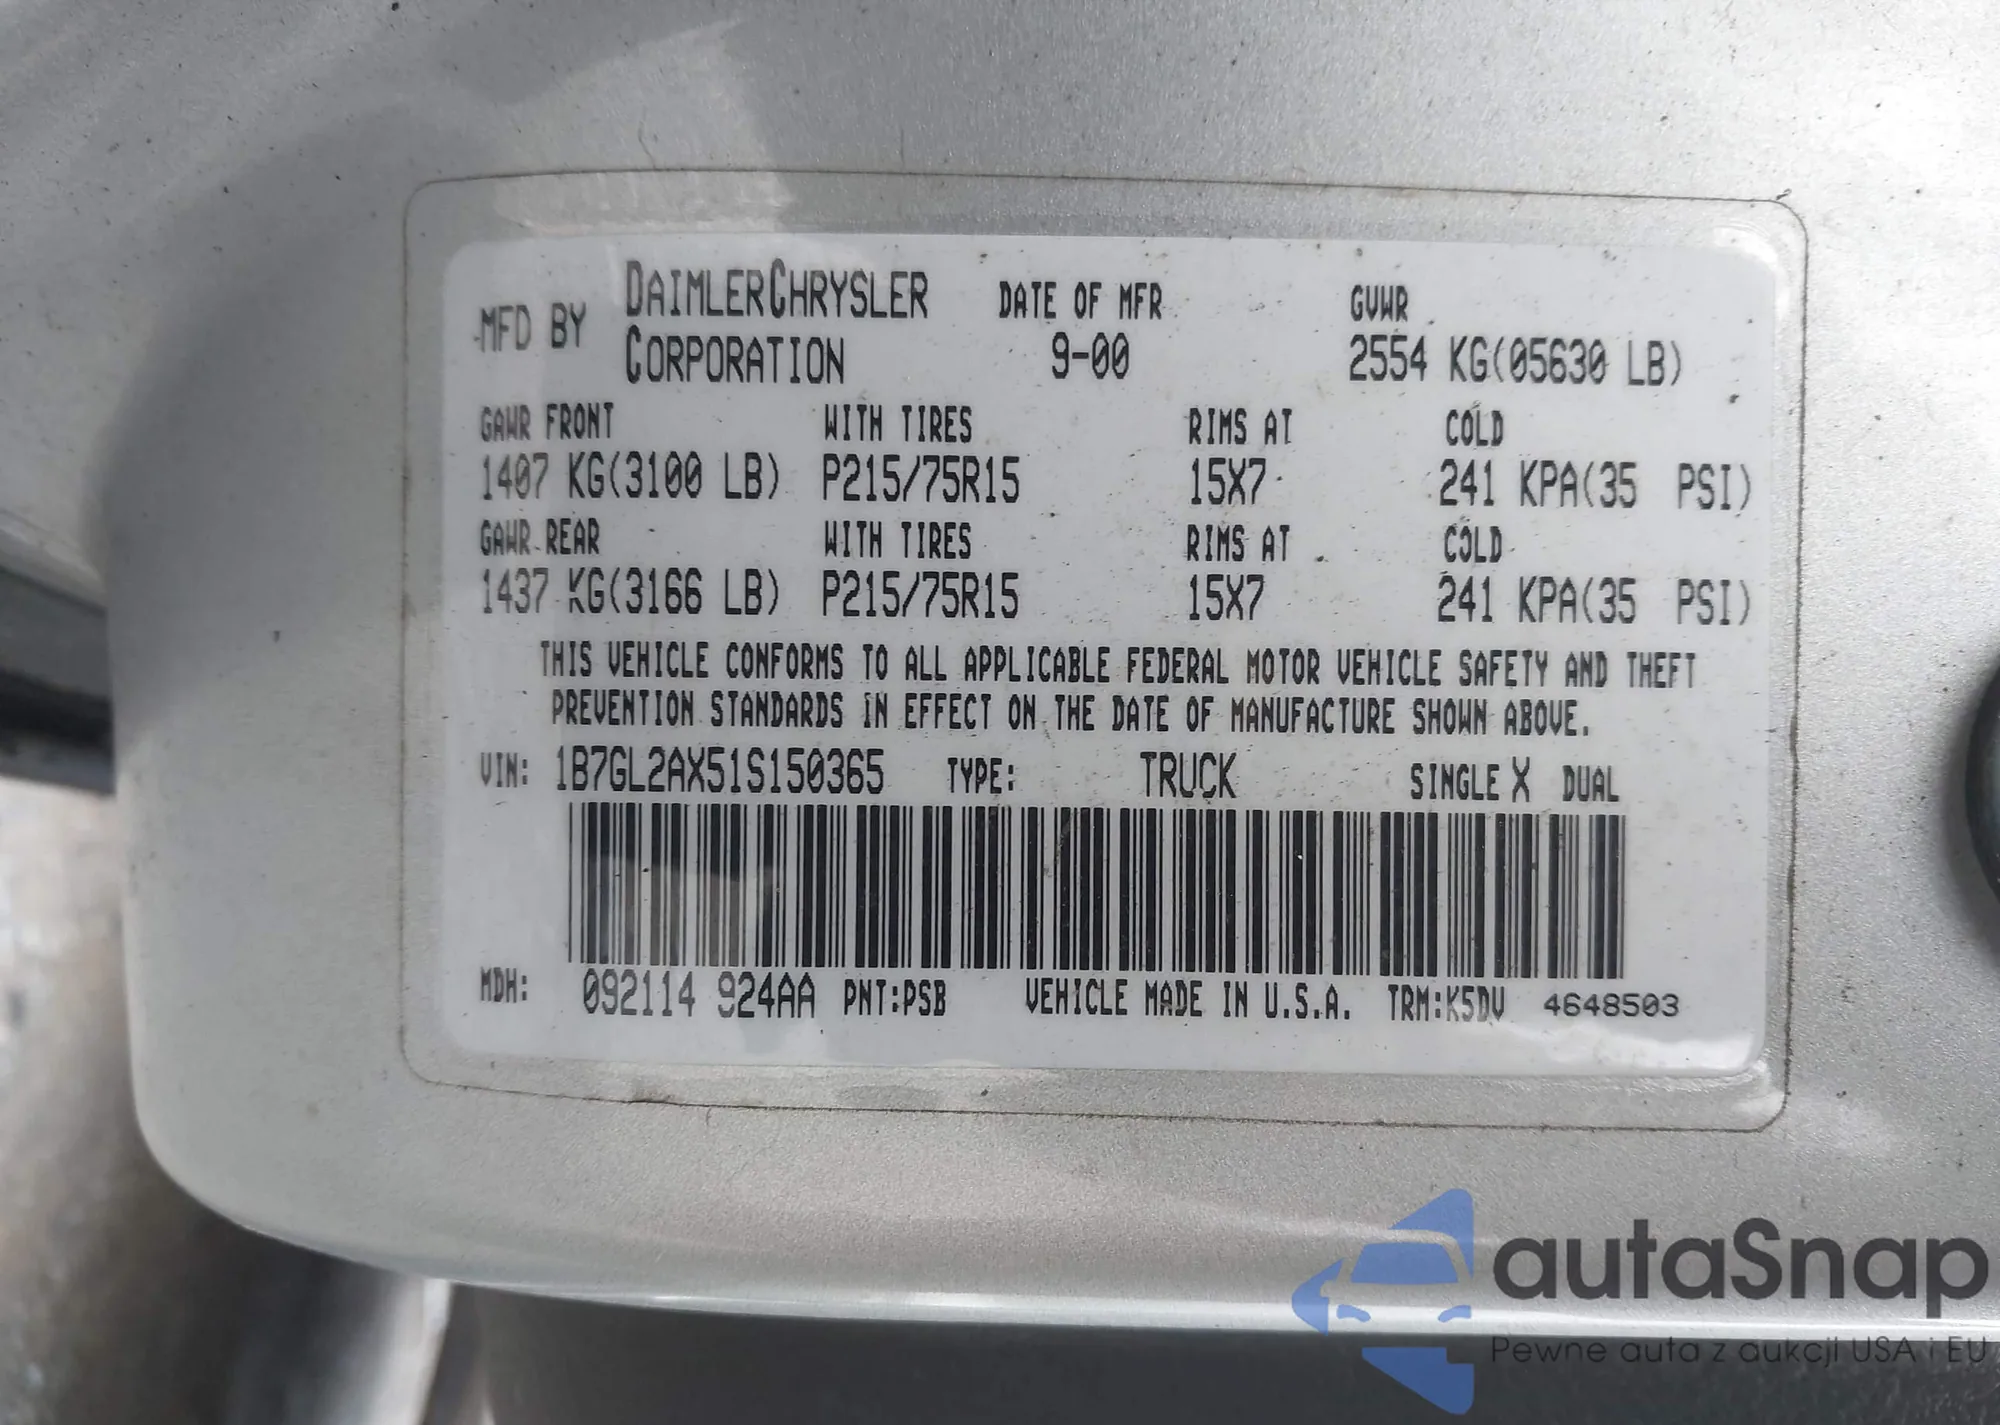 MFD BY DAIMLERCHRYSLER CORPORATION DATE OF MFR 9-00 GVWR 2554 KG(05630 LB)
GAWR FRONT WITH TIRES RIMS AT COLD
1407 KG(3100 LB) P215/75R15 15X7 241 KPA(35 PSI)
GAWR REAR WITH TIRES RIMS AT COLD
1437 KG(3166 LB) P215/75R15 15X7 241 KPA(35 PSI)
THIS VEHICLE CONFORMS TO ALL APPLICABLE FEDERAL MOTOR VEHICLE SAFETY AND THEFT
PREVENTION STANDARDS IN EFFECT ON THE DATE OF MANUFACTURE SHOWN ABOVE.
VIN: 1B7GL2AX51S150365 TYPE: TRUCK SINGLE X DUAL
MDH: 092114 924AA PNT:PSB VEHICLE MADE IN U.S.A. TRM:K5DV 4648503
autaSnap
Pewne auta z aukcji USA i EU